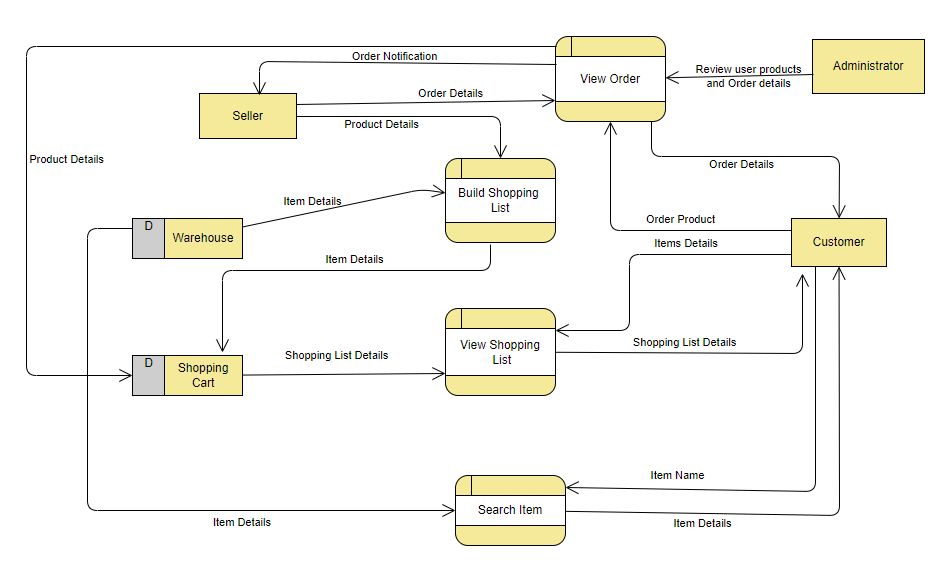 Order Notification
View Order
Review user products
and Order details
Administrator
Seller
Order Details
Product Details
Product Details
Order Details
Build Shopping
List
Item Details
D
Warehouse
Order Product
Items Details
Customer
Item Details
View Shopping
List
Shopping List Details
D
Shopping
Cart
Shopping List Details
Item Name
Search Item
Item Details
Item Details